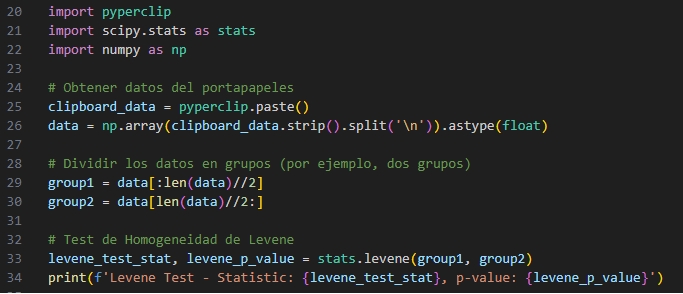 20 import pyperclip
21 import scipy.stats as stats
22 import numpy as np
23
24 # Obtener datos del portapapeles
25 clipboard_data = pyperclip.paste()
26 data = np.array(clipboard_data.strip().split('\n')).astype(float)
27
28 # Dividir los datos en grupos (por ejemplo, dos grupos)
29 group1 = data[:len(data)//2]
30 group2 = data[len(data)//2:]
31
32 # Test de Homogeneidad de Levene
33 levene_test_stat, levene_p_value = stats.levene(group1, group2)
34 print(f'Levene Test - Statistic: {levene_test_stat}, p-value: {levene_p_value}')